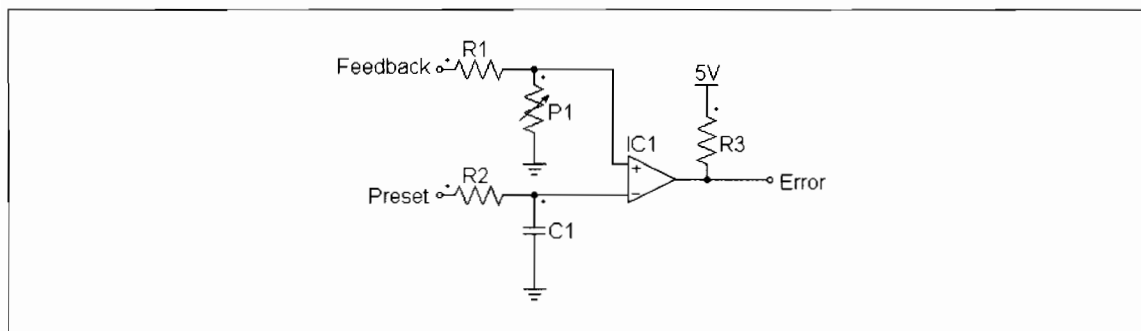 R1
Feedback
5V
P1
IC1
R3
+
R2
Error
Preset
−
C1